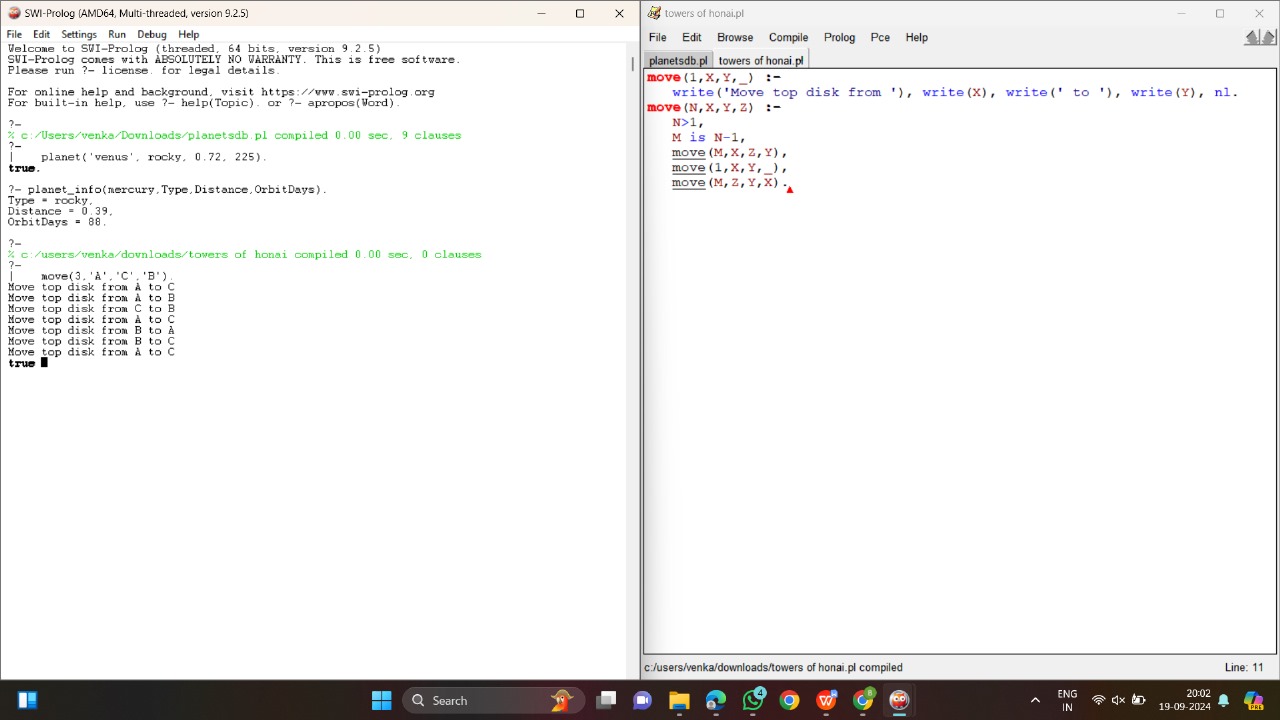 SWI-Prolog (AMD64, Multi-threaded, version 9.2.5)
File Edit Settings Run Debug Help
Welcome to SWI-Prolog (threaded, 64 bits, version 9.2.5)
SWI-Prolog comes with ABSOLUTELY NO WARRANTY. This is free software.
Please run ?- license. for legal details.
For online help and background, visit https://www.swi-prolog.org
For built-in help, use ?- help(Topic). or ?- apropos(Word).
?-
% c:/Users/venka/Downloads/planetsdb.pl compiled 0.00 sec, 9 clauses
?-
| planet('venus', rocky, 0.72, 225).
true.
?- planet_info(mercury,Type,Distance,OrbitDays).
Type = rocky,
Distance = 0.39,
OrbitDays = 88.
?-
% c:/users/venka/downloads/towers of honai compiled 0.00 sec, 0 clauses
?-
| move(3,'A','C','B').
Move top disk from A to C
Move top disk from A to B
Move top disk from C to B
Move top disk from A to C
Move top disk from B to A
Move top disk from B to C
Move top disk from A to C
true
towers of honai.pl
File Edit Browse Compile Prolog Pce Help
planetsdb.pl towers of honai.pl
move(1,X,Y,_) :-
write('Move top disk from '), write(X), write(' to '), write(Y), nl.
move(N,X,Y,Z) :-
N>1,
M is N-1,
move(M,X,Z,Y),
move(1,X,Y,_),
move(M,Z,Y,X).
c:/users/venka/downloads/towers of honai.pl compiled Line: 11
Search
4
8
ENG
IN
20:02
19-09-2024
PRE